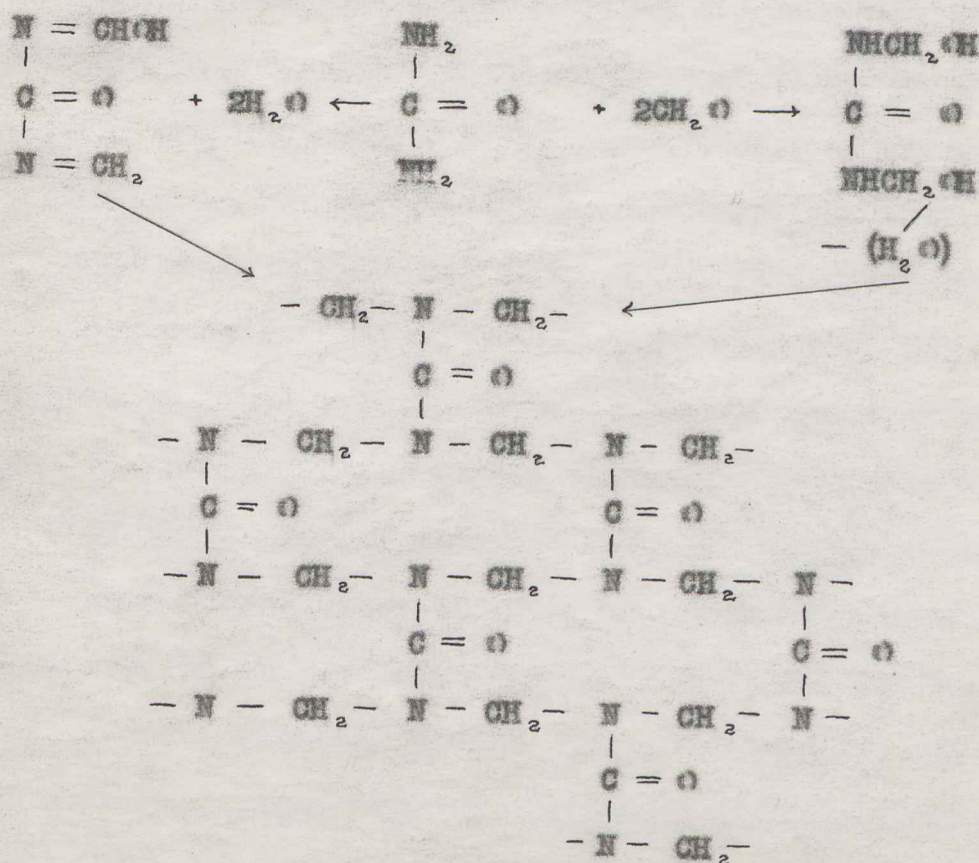 N = CHOH NH₂ NHCH₂OH
C = O + 2H₂O ← C = O + 2CH₂O → C = O
N = CH₂ NH₂ NHCH₂OH
– (H₂O)
– CH₂ – N – CH₂ –
C = O
– N – CH₂ – N – CH₂ – N – CH₂ –
C = O C = O
– N – CH₂ – N – CH₂ – N – CH₂ – N –
C = O C = O
– N – CH₂ – N – CH₂ – N – CH₂ – N –
C = O
– N – CH₂ –